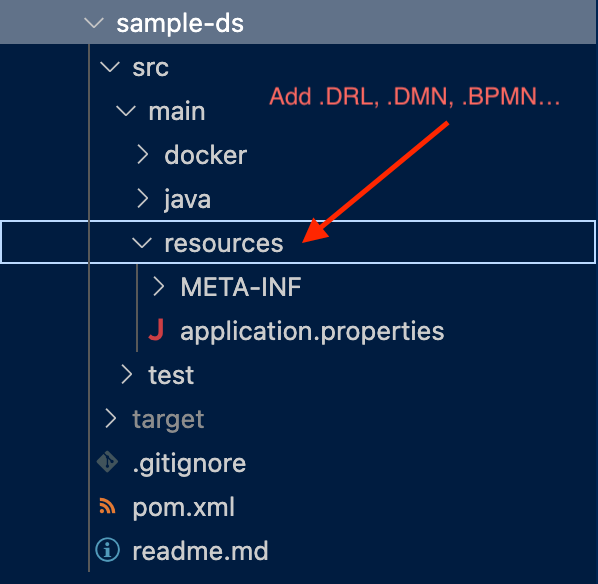 sample-ds
src
main
Add .DRL, .DMN, .BPMN...
docker
java
resources
META-INF
application.properties
test
target
.gitignore
pom.xml
readme.md